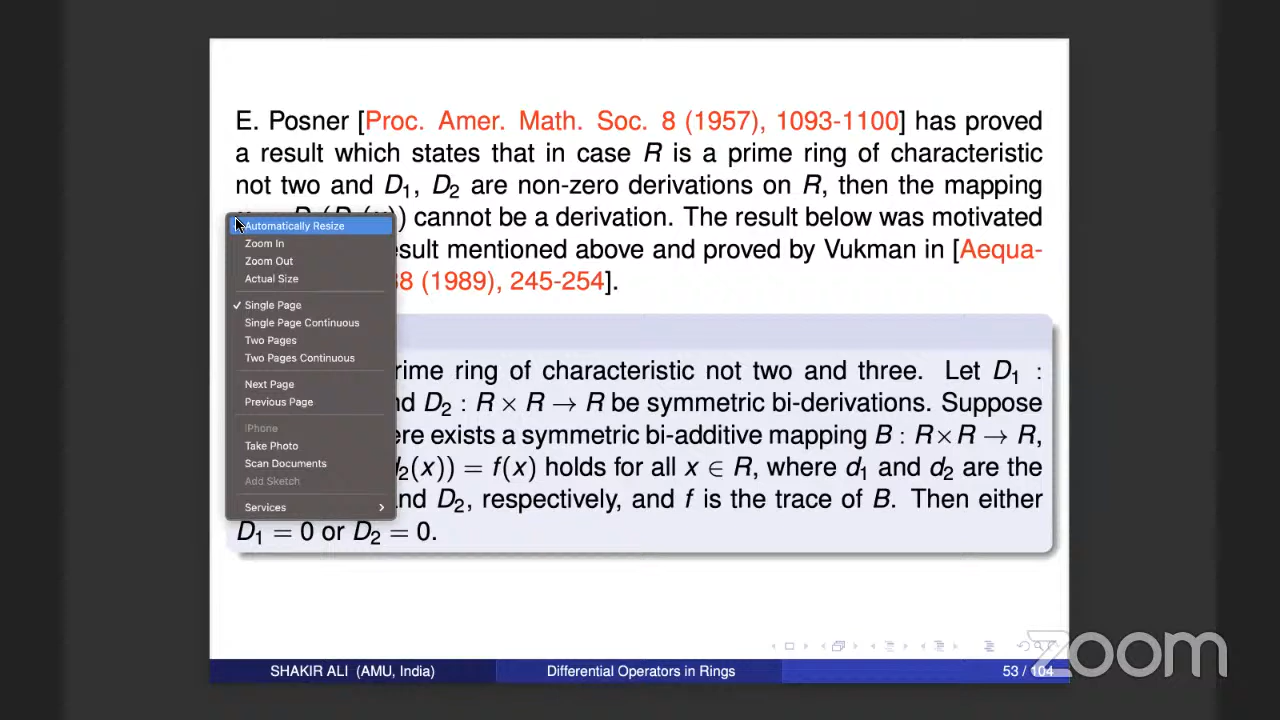 E. Posner [Proc. Amer. Math. Soc. 8 (1957), 1093-1100] has proved
a result which states that in case R is a prime ring of characteristic
not two and D₁, D₂ are non-zero derivations on R, then the mapping
cannot be a derivation. The result below was motivated
mentioned above and proved by Vukman in [Aequa-
38 (1989), 245-254].
ring of characteristic not two and three. Let D₁ :
D₂ : R × R → R be symmetric bi-derivations. Suppose
exists a symmetric bi-additive mapping B : R×R → R,
(x)) = f(x) holds for all x ∈ R, where d₁ and d₂ are the
D₂, respectively, and f is the trace of B. Then either
D₁ = 0 or D₂ = 0.
Automatically Resize
Zoom In
Zoom Out
Actual Size
✓ Single Page
Single Page Continuous
Two Pages
Two Pages Continuous
Next Page
Previous Page
iPhone
Take Photo
Scan Documents
Add Sketch
Services >
zoom
SHAKIR ALI (AMU, India) Differential Operators in Rings 53 / 104